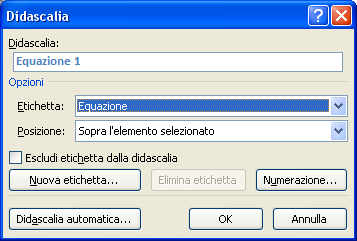 Didascalia
Didascalia:
Equazione 1
Opzioni
Etichetta: Equazione
Posizione: Sopra l'elemento selezionato
Escludi etichetta dalla didascalia
Nuova etichetta... Elimina etichetta Numerazione...
Didascalia automatica... OK Annulla